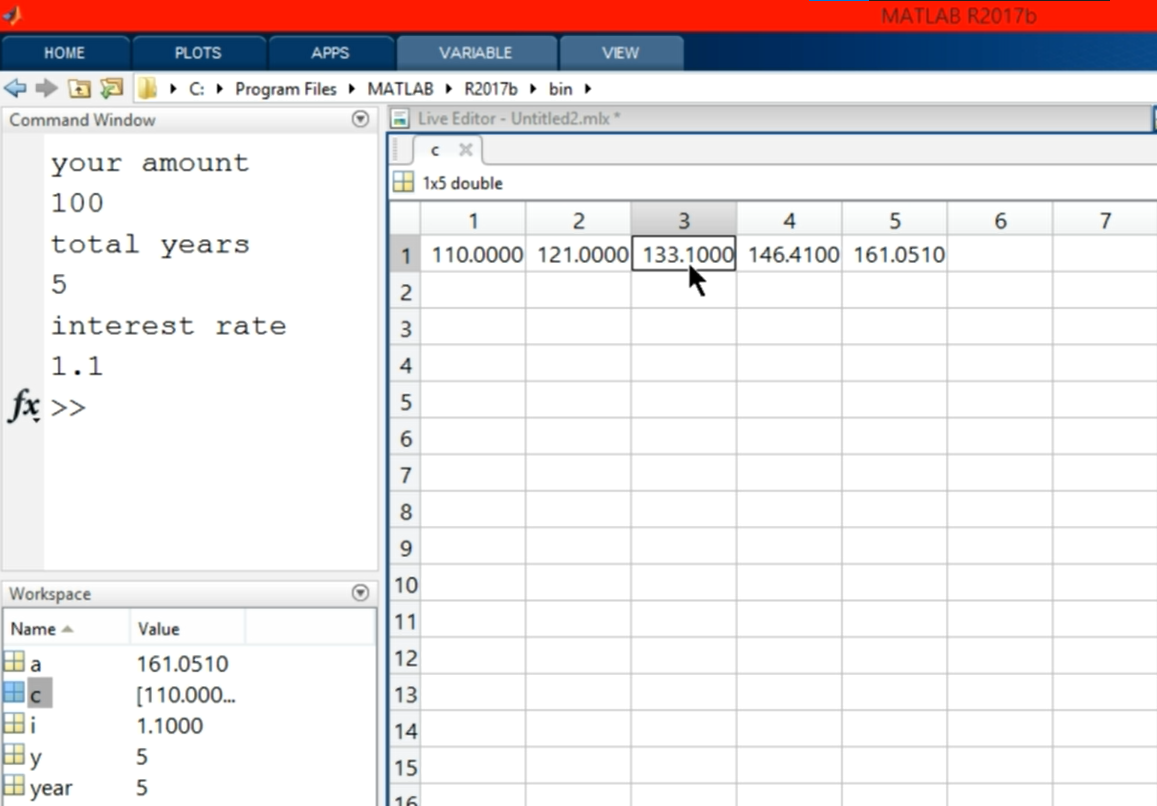 MATLAB R2017b
HOME PLOTS APPS VARIABLE VIEW
C: Program Files MATLAB R2017b bin
Command Window
your amount
100
total years
5
interest rate
1.1
fx >>
Workspace
Name Value
a 161.0510
c [110.000...
i 1.1000
y 5
year 5
Live Editor - Untitled2.mlx *
c
1x5 double
1 2 3 4 5 6 7
1 110.0000 121.0000 133.1000 146.4100 161.0510
2
3
4
5
6
7
8
9
10
11
12
13
14
15
16